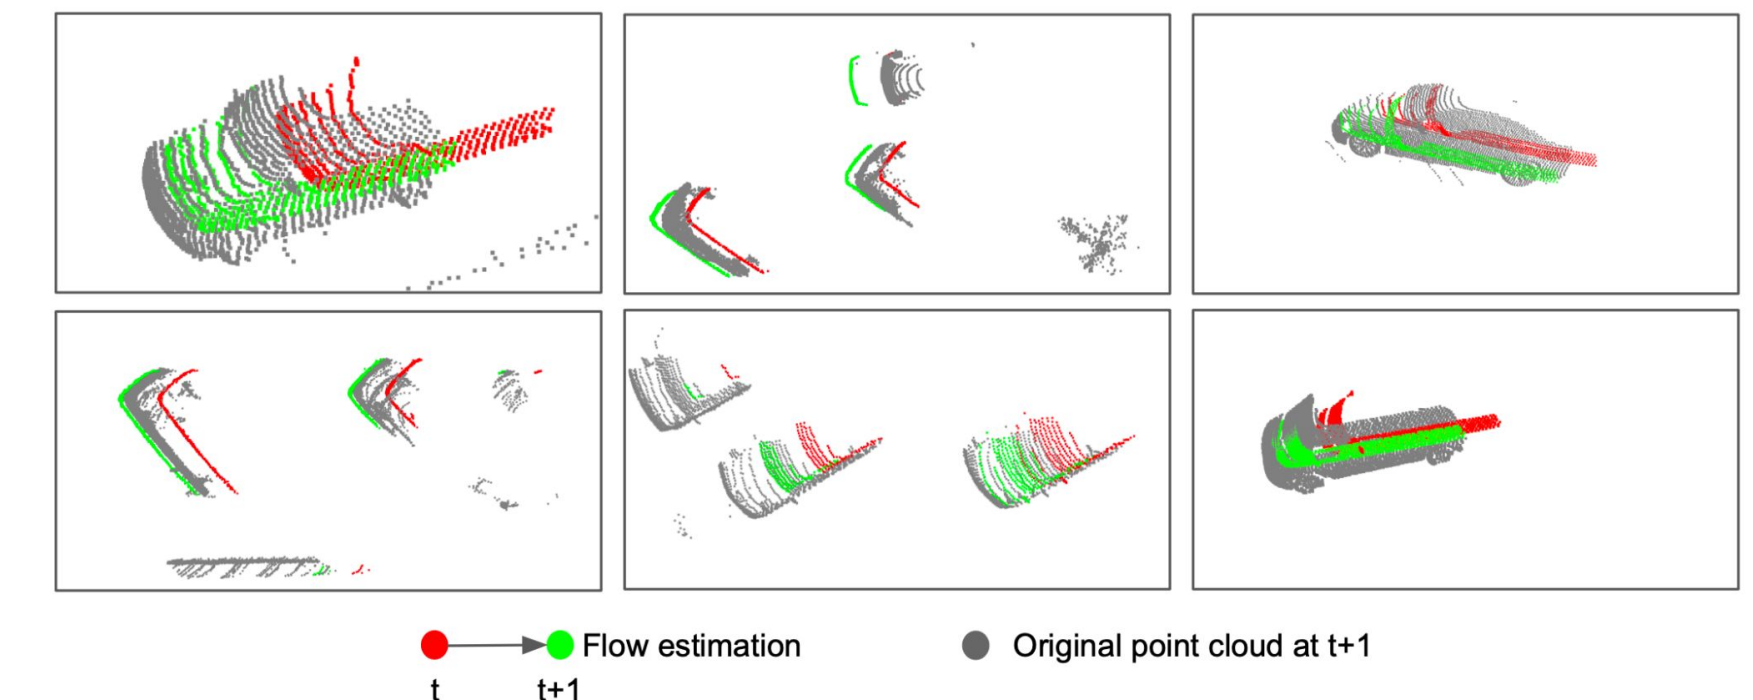 Flow estimation
Original point cloud at t+1
t
t+1